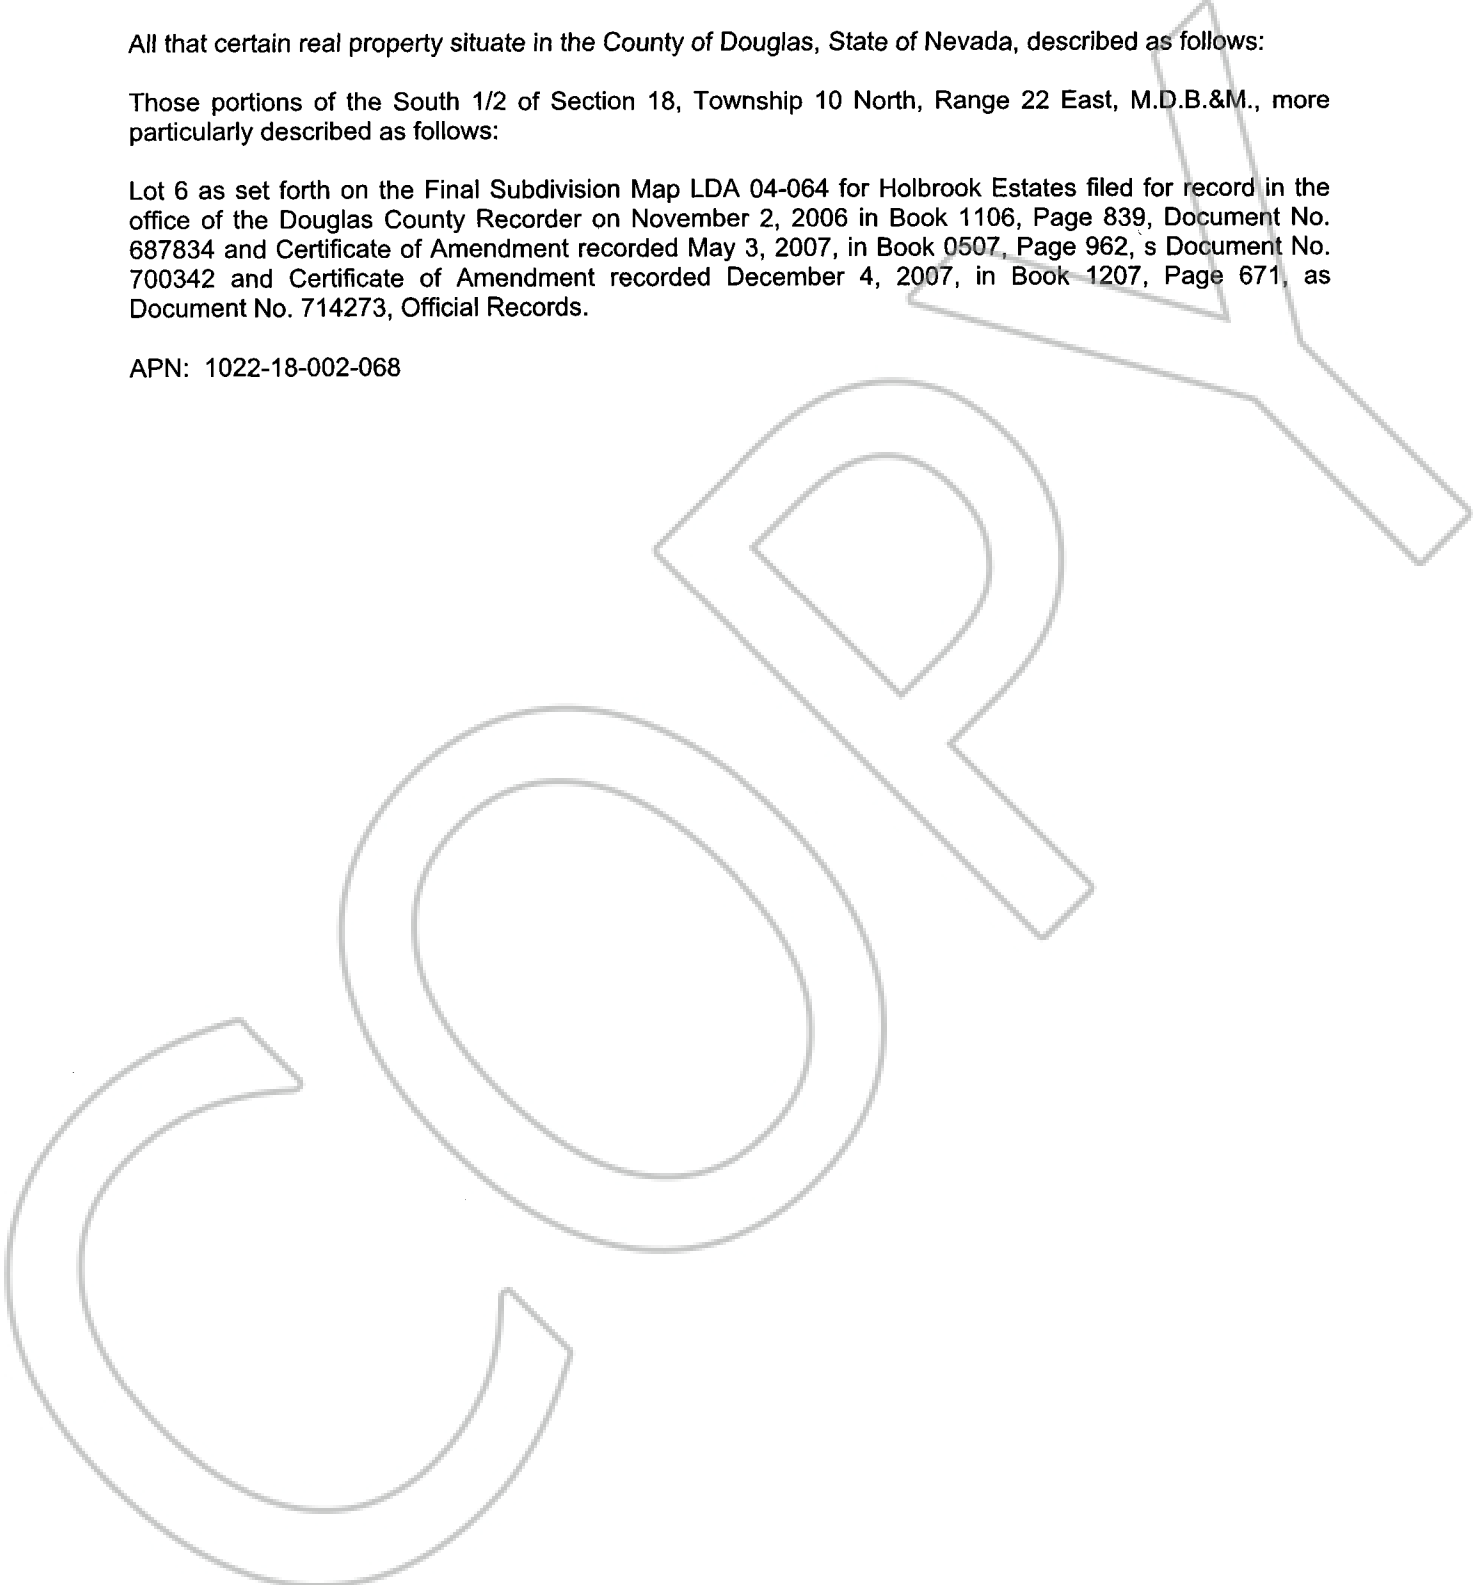 All that certain real property situate in the County of Douglas, State of Nevada, described as follows:
Those portions of the South 1/2 of Section 18, Township 10 North, Range 22 East, M.D.B.&M., more
particularly described as follows:
Lot 6 as set forth on the Final Subdivision Map LDA 04-064 for Holbrook Estates filed for record in the
office of the Douglas County Recorder on November 2, 2006 in Book 1106, Page 839, Document No.
687834 and Certificate of Amendment recorded May 3, 2007, in Book 0507, Page 962, s Document No.
700342 and Certificate of Amendment recorded December 4, 2007, in Book 1207, Page 671, as
Document No. 714273, Official Records.
APN: 1022-18-002-068
COPY